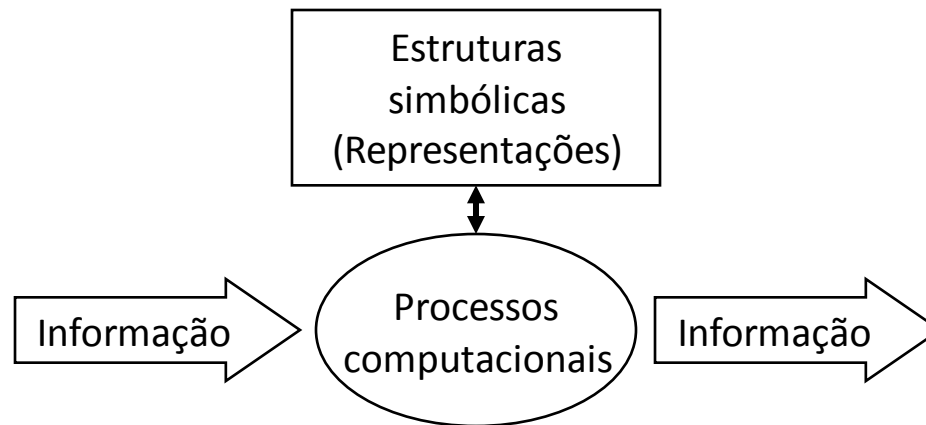 Estruturas
simbólicas
(Representações)
Informação
Processos
computacionais
Informação